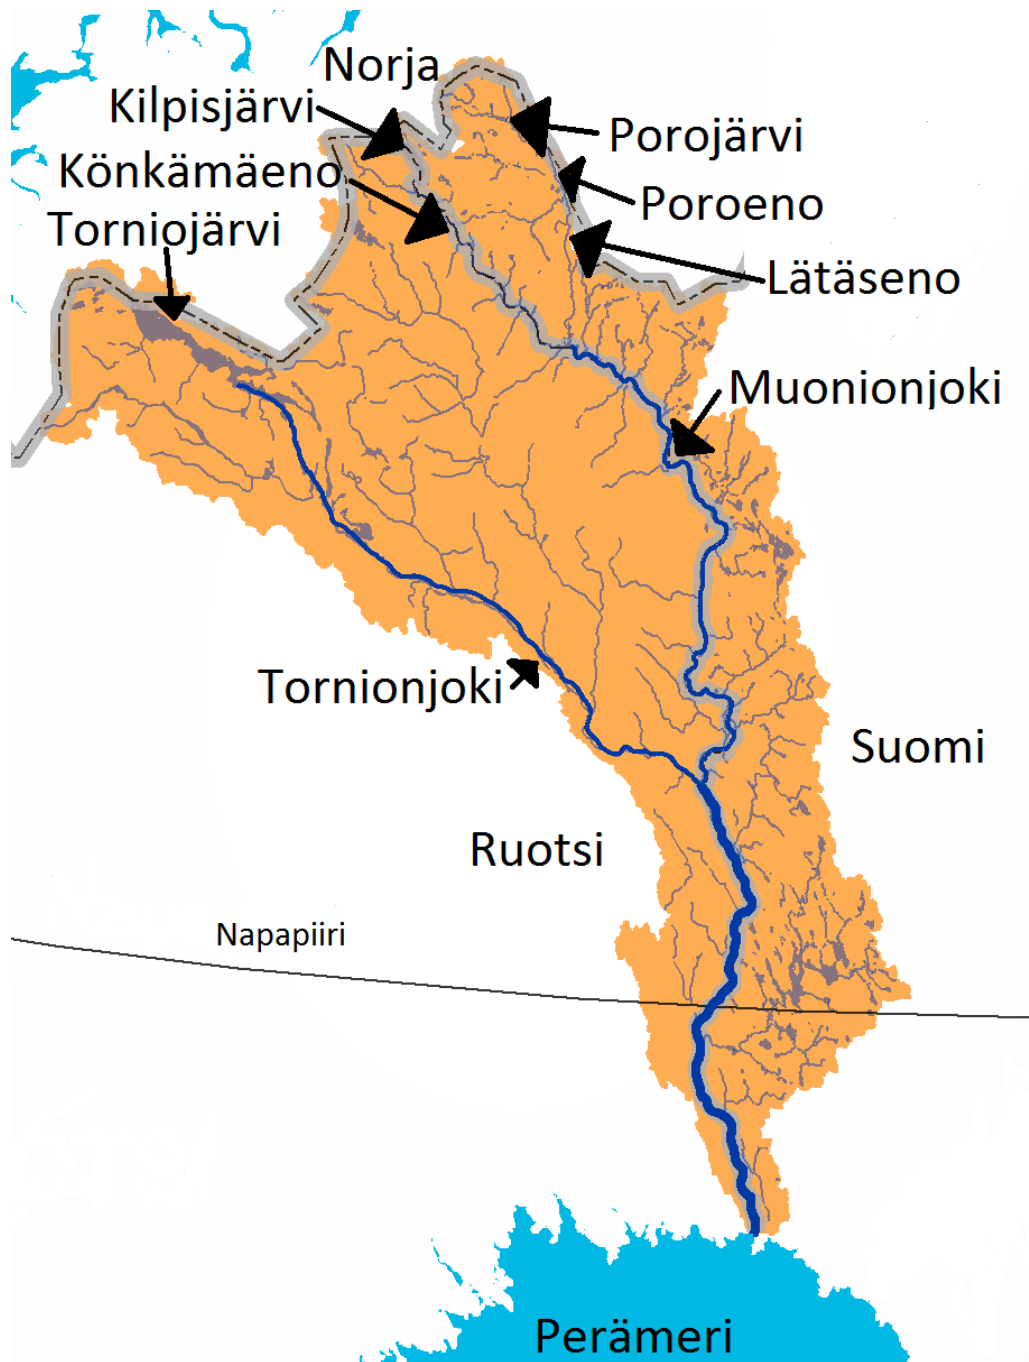 Norja
Kilpisjärvi
Porojärvi
Könkämäeno
Poroeno
Torniojärvi
Lätäseno
Muonionjoki
Tornionjoki
Suomi
Ruotsi
Napapiiri
Perämeri